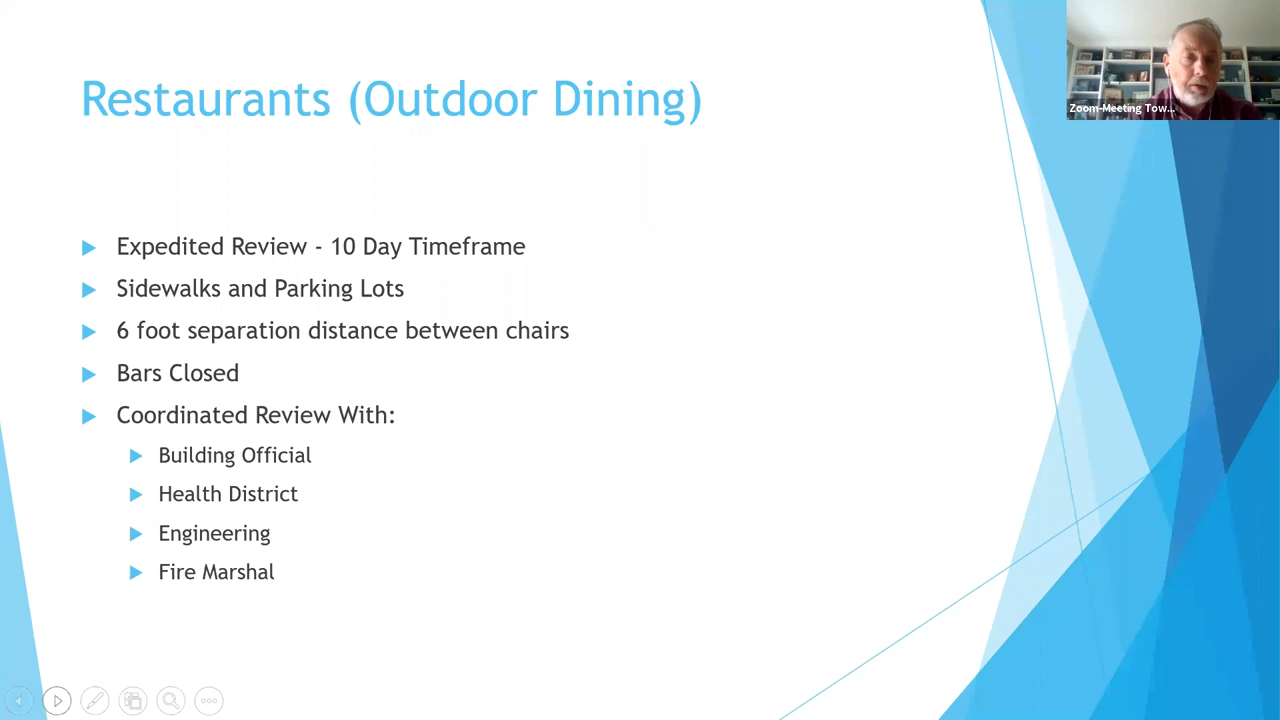 Restaurants (Outdoor Dining)
Zoom-Meeting Tow...
Expedited Review - 10 Day Timeframe
Sidewalks and Parking Lots
6 foot separation distance between chairs
Bars Closed
Coordinated Review With:
Building Official
Health District
Engineering
Fire Marshal